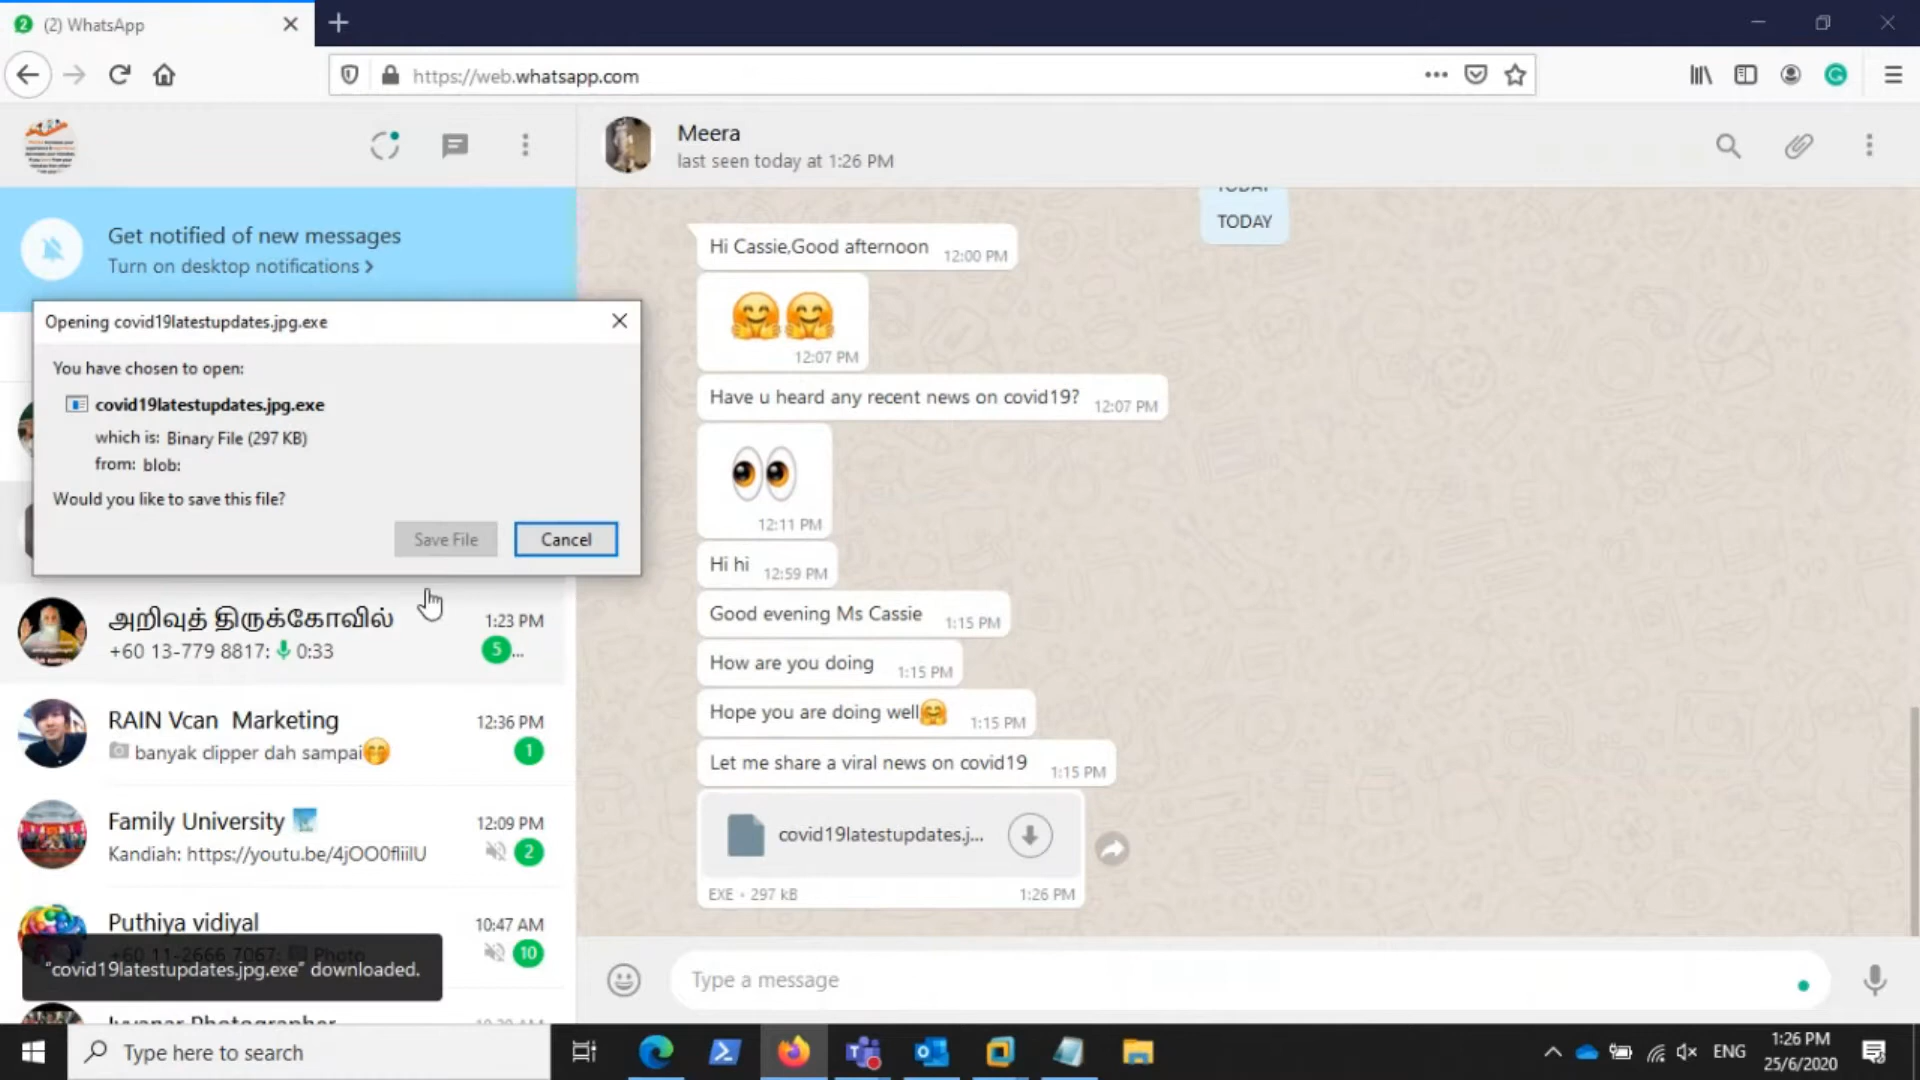 (2) WhatsApp
https://web.whatsapp.com
Meera
last seen today at 1:26 PM
Get notified of new messages
Turn on desktop notifications >
Opening covid19latestupdates.jpg.exe
You have chosen to open:
covid19latestupdates.jpg.exe
which is: Binary File (297 KB)
from: blob:
Would you like to save this file?
Save File
Cancel
அறிவுத் திருக்கோவில்
1:23 PM
+60 13-779 8817: 0:33
5...
RAIN Vcan Marketing
12:36 PM
banyak dipper dah sampai
1
Family University
12:09 PM
Kandiah: https://youtu.be/4jOO0fliilU
2
Puthiya vidiyal
10:47 AM
+60 11-2666 7067: Photo
10
"covid19latestupdates.jpg.exe" downloaded.
TODAY
TODAY
Hi Cassie,Good afternoon 12:00 PM
12:07 PM
Have u heard any recent news on covid19? 12:07 PM
12:11 PM
Hi hi 12:59 PM
Good evening Ms Cassie 1:15 PM
How are you doing 1:15 PM
Hope you are doing well 1:15 PM
Let me share a viral news on covid19 1:15 PM
covid19latestupdates.j...
EXE • 297 kB 1:26 PM
Type a message
Type here to search
ENG
1:26 PM
25/6/2020